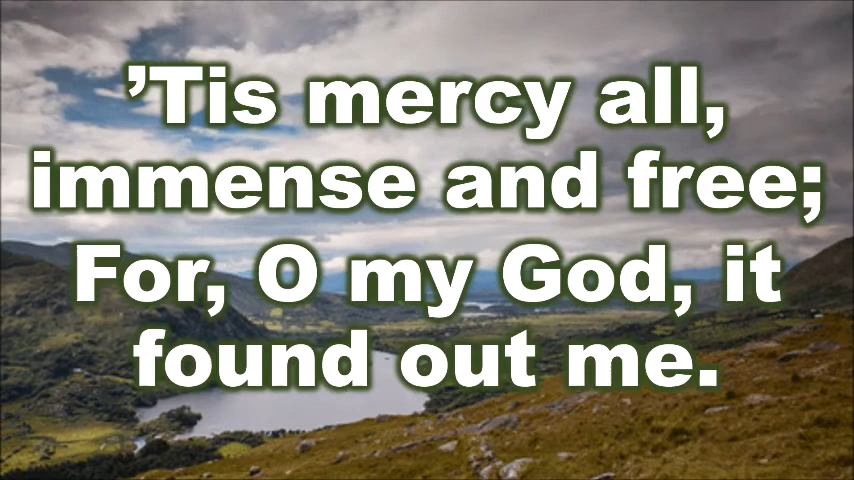 ’Tis mercy all,
immense and free;
For, O my God, it
found out me.